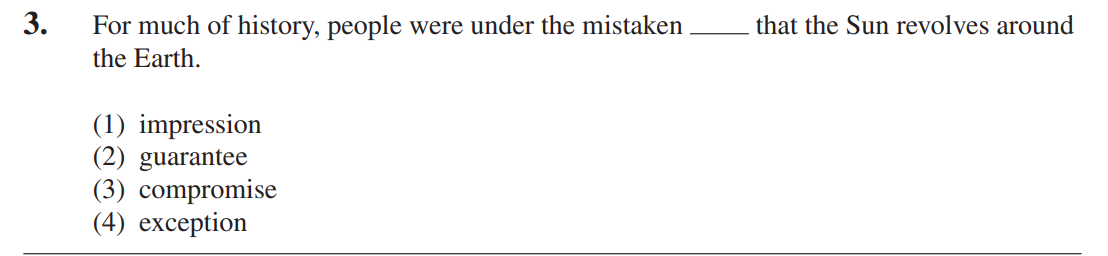 3. For much of history, people were under the mistaken ____ that the Sun revolves around
the Earth.
(1) impression
(2) guarantee
(3) compromise
(4) exception